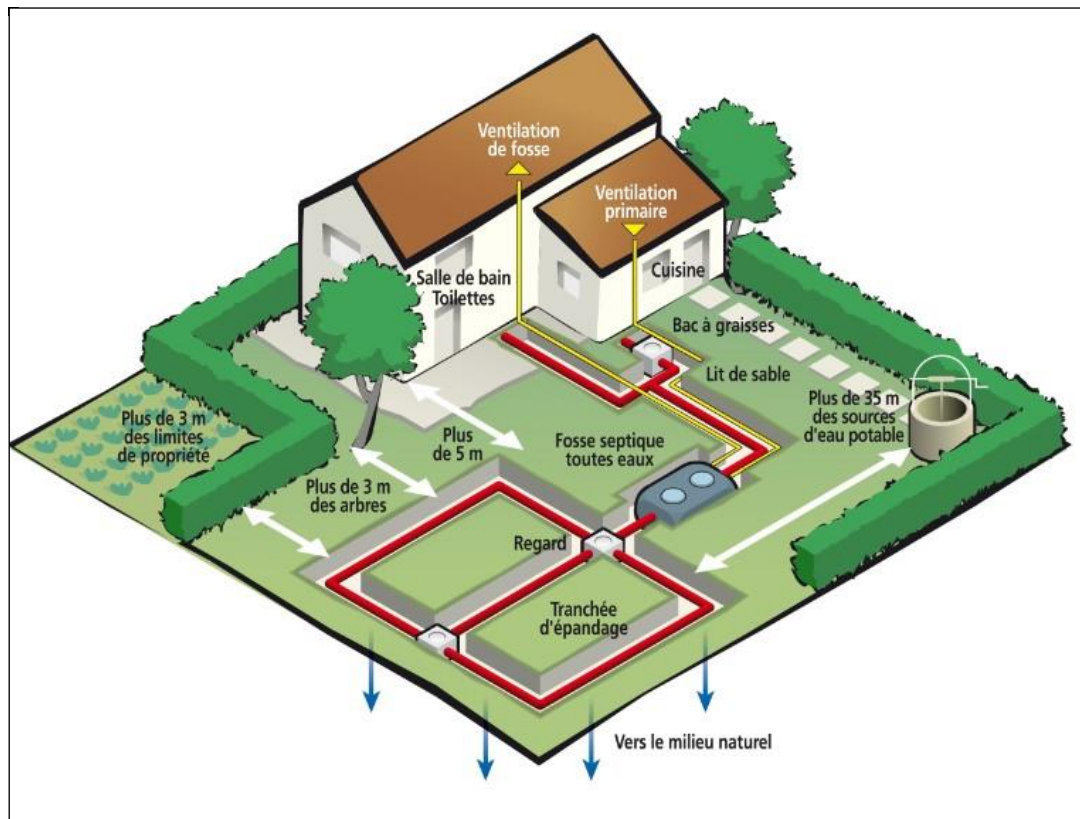 Ventilation
de fosse
Ventilation
primaire
Salle de bain
Toilettes
Cuisine
Bac à graisses
Lit de sable
Plus de 35 m
des sources
d'eau potable
Plus de 3 m
des limites
de propriété
Plus
de 5 m
Fosse septique
toutes eaux
Plus de 3 m
des arbres
Regard
Tranchée
d'épandage
Vers le milieu naturel